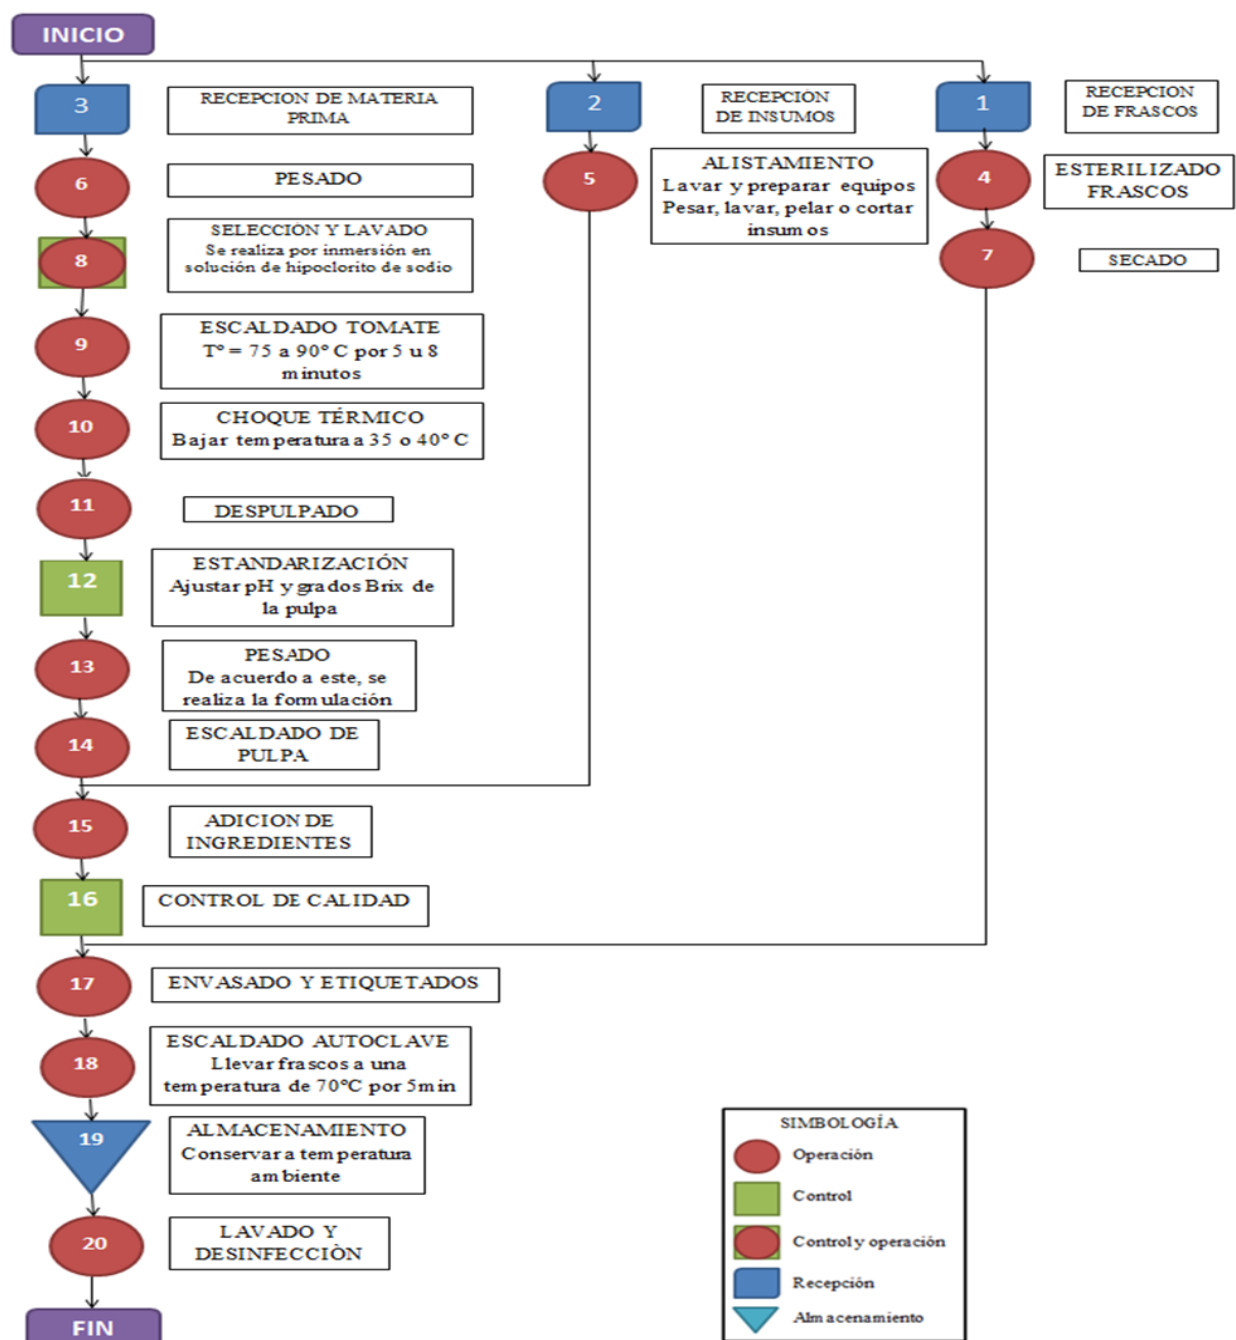 INICIO
3
RECEPCION DE MATERIA
PRIMA
2
RECEPCIÓN
DE INSUMOS
1
RECEPCIÓN
DE FRASCOS
6
PESADO
5
ALISTAMIENTO
Lavar y preparar equipos
Pesar, lavar, pelar o cortar
insumos
4
ESTERILIZADO
FRASCOS
8
SELECCIÓN Y LAVADO
Se realiza por inmersión en
solución de hipoclorito de sodio
7
SECADO
9
ESCALDADO TOMATE
Tº = 75 a 90º C por 5 u 8
minutos
10
CHOQUE TÉRMICO
Bajar temperatura a 35 o 40º C
11
DESPULPADO
12
ESTANDARIZACIÓN
Ajustar pH y grados Brix de
la pulpa
13
PESADO
De acuerdo a este, se
realiza la formulación
14
ESCALDADO DE
PULPA
15
ADICION DE
INGREDIENTES
16
CONTROL DE CALIDAD
17
ENVASADO Y ETIQUETADOS
18
ESCALDADO AUTOCLAVE
Llevar frascos a una
temperatura de 70ºC por 5min
19
ALMACENAMIENTO
Conservar a temperatura
ambiente
20
LAVADO Y
DESINFECCIÒN
FIN
SIMBOLOGÍA
Operación
Control
Control y operación
Recepción
Almacenamiento